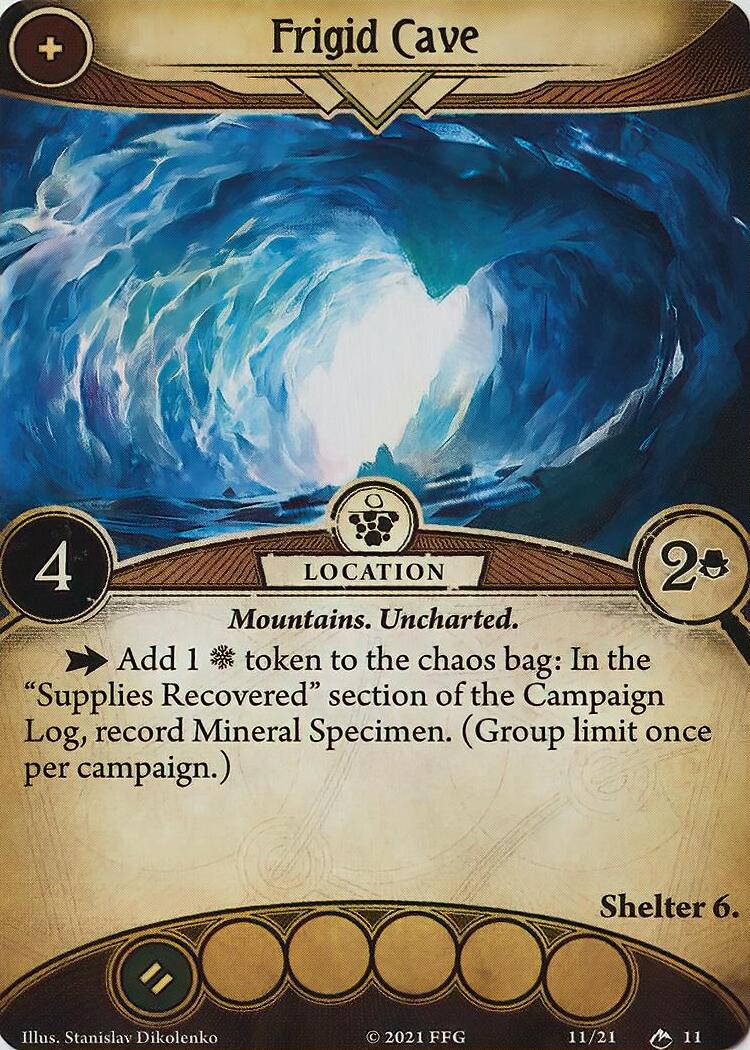 Frigid Cave
4
2
LOCATION
Mountains. Uncharted.
Add 1 token to the chaos bag: In the
“Supplies Recovered” section of the Campaign
Log, record Mineral Specimen. (Group limit once
per campaign.)
Shelter 6.
Illus. Stanislav Dikolenko
© 2021 FFG
11/21
11